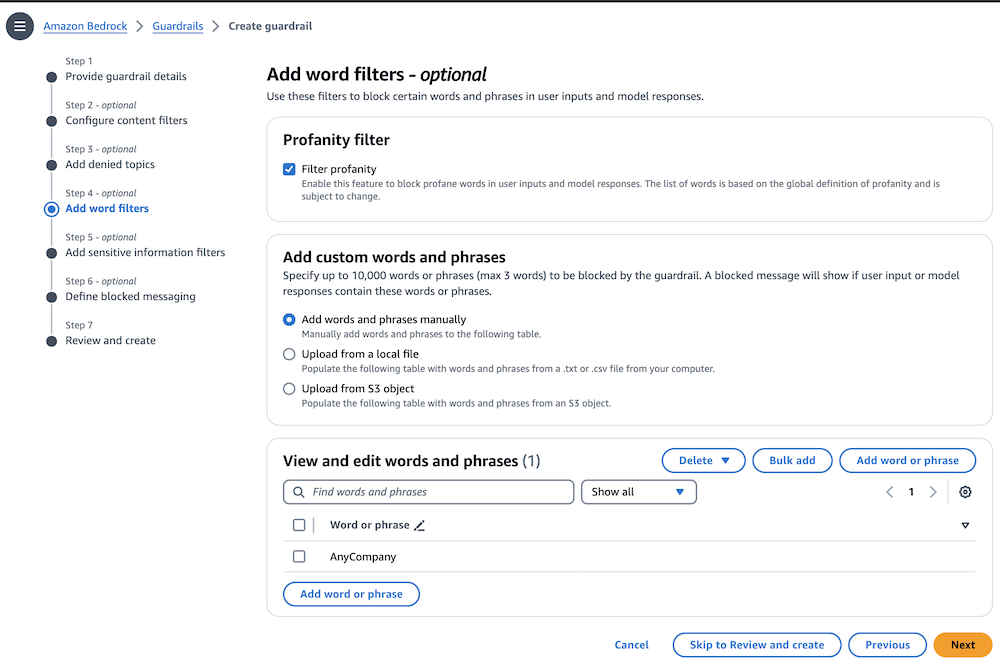 Amazon Bedrock > Guardrails > Create guardrail
Step 1
Provide guardrail details
Step 2 - optional
Configure content filters
Step 3 - optional
Add denied topics
Step 4 - optional
Add word filters
Step 5 - optional
Add sensitive information filters
Step 6 - optional
Define blocked messaging
Step 7
Review and create
Add word filters - optional
Use these filters to block certain words and phrases in user inputs and model responses.
Profanity filter
Filter profanity
Enable this feature to block profane words in user inputs and model responses. The list of words is based on the global definition of profanity and is
subject to change.
Add custom words and phrases
Specify up to 10,000 words or phrases (max 3 words) to be blocked by the guardrail. A blocked message will show if user input or model
responses contain these words or phrases.
Add words and phrases manually
Manually add words and phrases to the following table.
Upload from a local file
Populate the following table with words and phrases from a .txt or .csv file from your computer.
Upload from S3 object
Populate the following table with words and phrases from an S3 object.
View and edit words and phrases (1)
Delete
Bulk add
Add word or phrase
Find words and phrases
Show all
1
Word or phrase
AnyCompany
Add word or phrase
Cancel
Skip to Review and create
Previous
Next